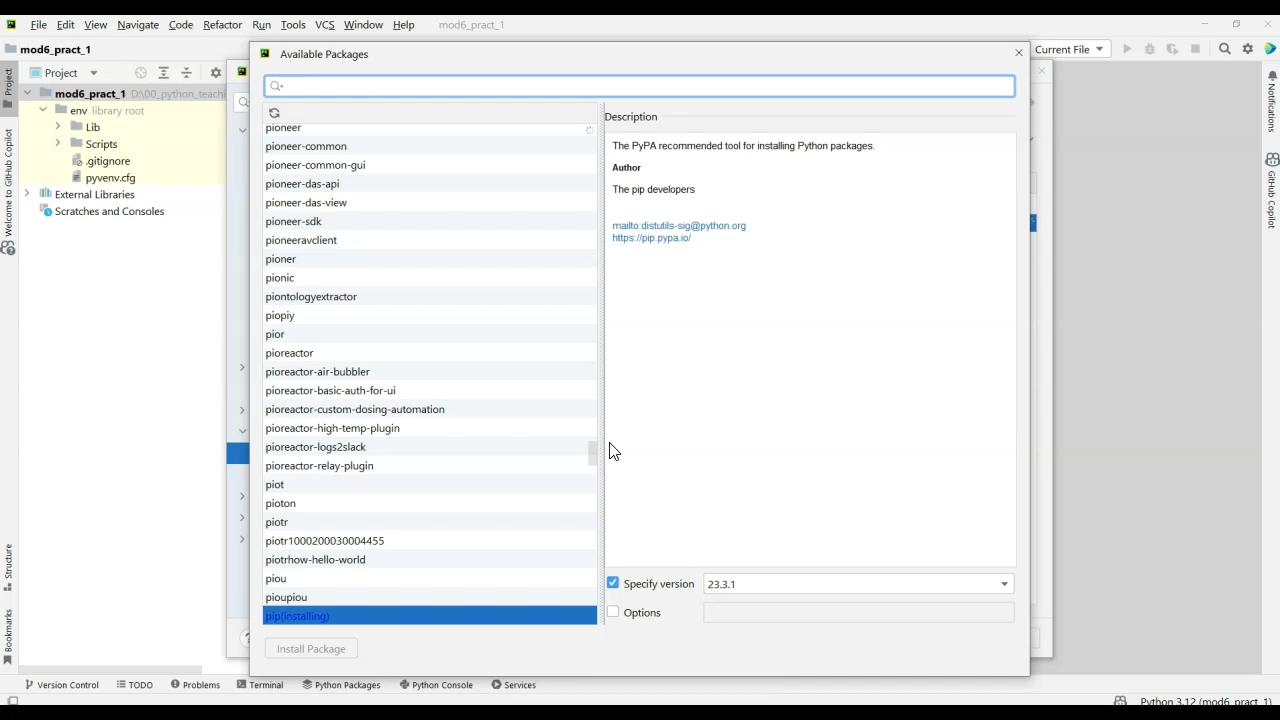 File Edit View Navigate Code Refactor Run Tools VCS Window Help mod6_pract_1
mod6_pract_1
Current File
Available Packages
Project
Project
mod6_pract_1 D:\00_python_teachi
env library root
Lib
Scripts
.gitignore
pyvenv.cfg
External Libraries
Scratches and Consoles
Welcome to GitHub Copilot
Structure
Bookmarks
Notifications
GitHub Copilot
pioneer
pioneer-common
pioneer-common-gui
pioneer-das-api
pioneer-das-view
pioneer-sdk
pioneeravclient
pioner
pionic
piontologyextractor
piopiy
pior
pioreactor
pioreactor-air-bubbler
pioreactor-basic-auth-for-ui
pioreactor-custom-dosing-automation
pioreactor-high-temp-plugin
pioreactor-logs2slack
pioreactor-relay-plugin
piot
pioton
piotr
piotr1000200030004455
piotrhow-hello-world
piou
pioupiou
pip(installing)
Description
The PyPA recommended tool for installing Python packages.
Author
The pip developers
mailto:distutils-sig@python.org
https://pip.pypa.io/
Specify version 23.3.1
Options
Install Package
Version Control TODO Problems Terminal Python Packages Python Console Services
Python 3.12 (mod6_pract_1)